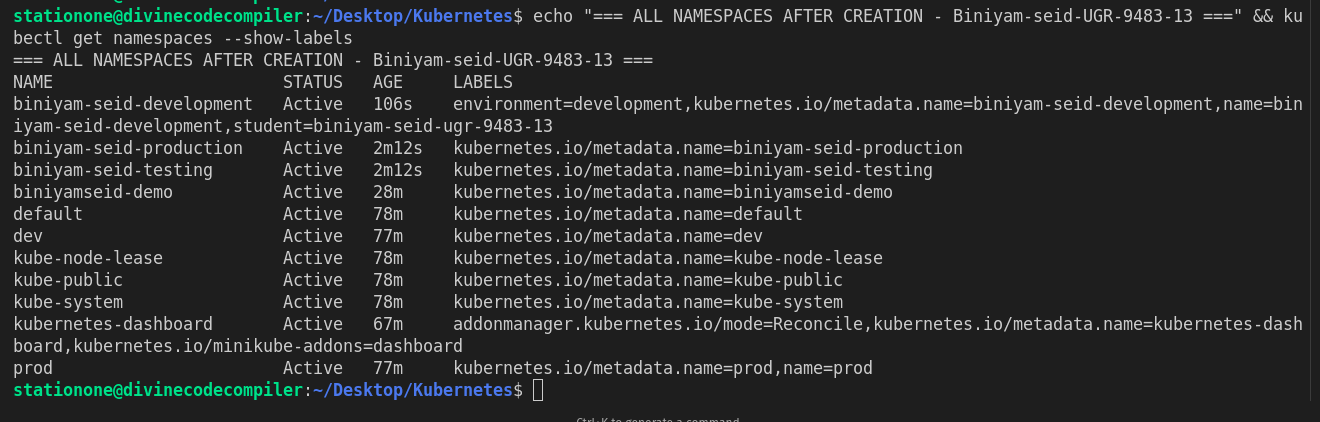 stationone@divinecodecompiler:~/Desktop/Kubernetes$ echo "=== ALL NAMESPACES AFTER CREATION - Biniyam-seid-UGR-9483-13 ===" && ku
bectl get namespaces --show-labels
=== ALL NAMESPACES AFTER CREATION - Biniyam-seid-UGR-9483-13 ===
NAME                       STATUS   AGE     LABELS
biniyam-seid-development   Active   106s    environment=development,kubernetes.io/metadata.name=biniyam-seid-development,name=bin
iyam-seid-development,student=biniyam-seid-ugr-9483-13
biniyam-seid-production    Active   2m12s   kubernetes.io/metadata.name=biniyam-seid-production
biniyam-seid-testing       Active   2m12s   kubernetes.io/metadata.name=biniyam-seid-testing
biniyamseid-demo           Active   28m     kubernetes.io/metadata.name=biniyamseid-demo
default                    Active   78m     kubernetes.io/metadata.name=default
dev                        Active   77m     kubernetes.io/metadata.name=dev
kube-node-lease            Active   78m     kubernetes.io/metadata.name=kube-node-lease
kube-public                Active   78m     kubernetes.io/metadata.name=kube-public
kube-system                Active   78m     kubernetes.io/metadata.name=kube-system
kubernetes-dashboard       Active   67m     addonmanager.kubernetes.io/mode=Reconcile,kubernetes.io/metadata.name=kubernetes-dash
board,kubernetes.io/minikube-addons=dashboard
prod                       Active   77m     kubernetes.io/metadata.name=prod,name=prod
stationone@divinecodecompiler:~/Desktop/Kubernetes$
Ctrl+K to generate a command